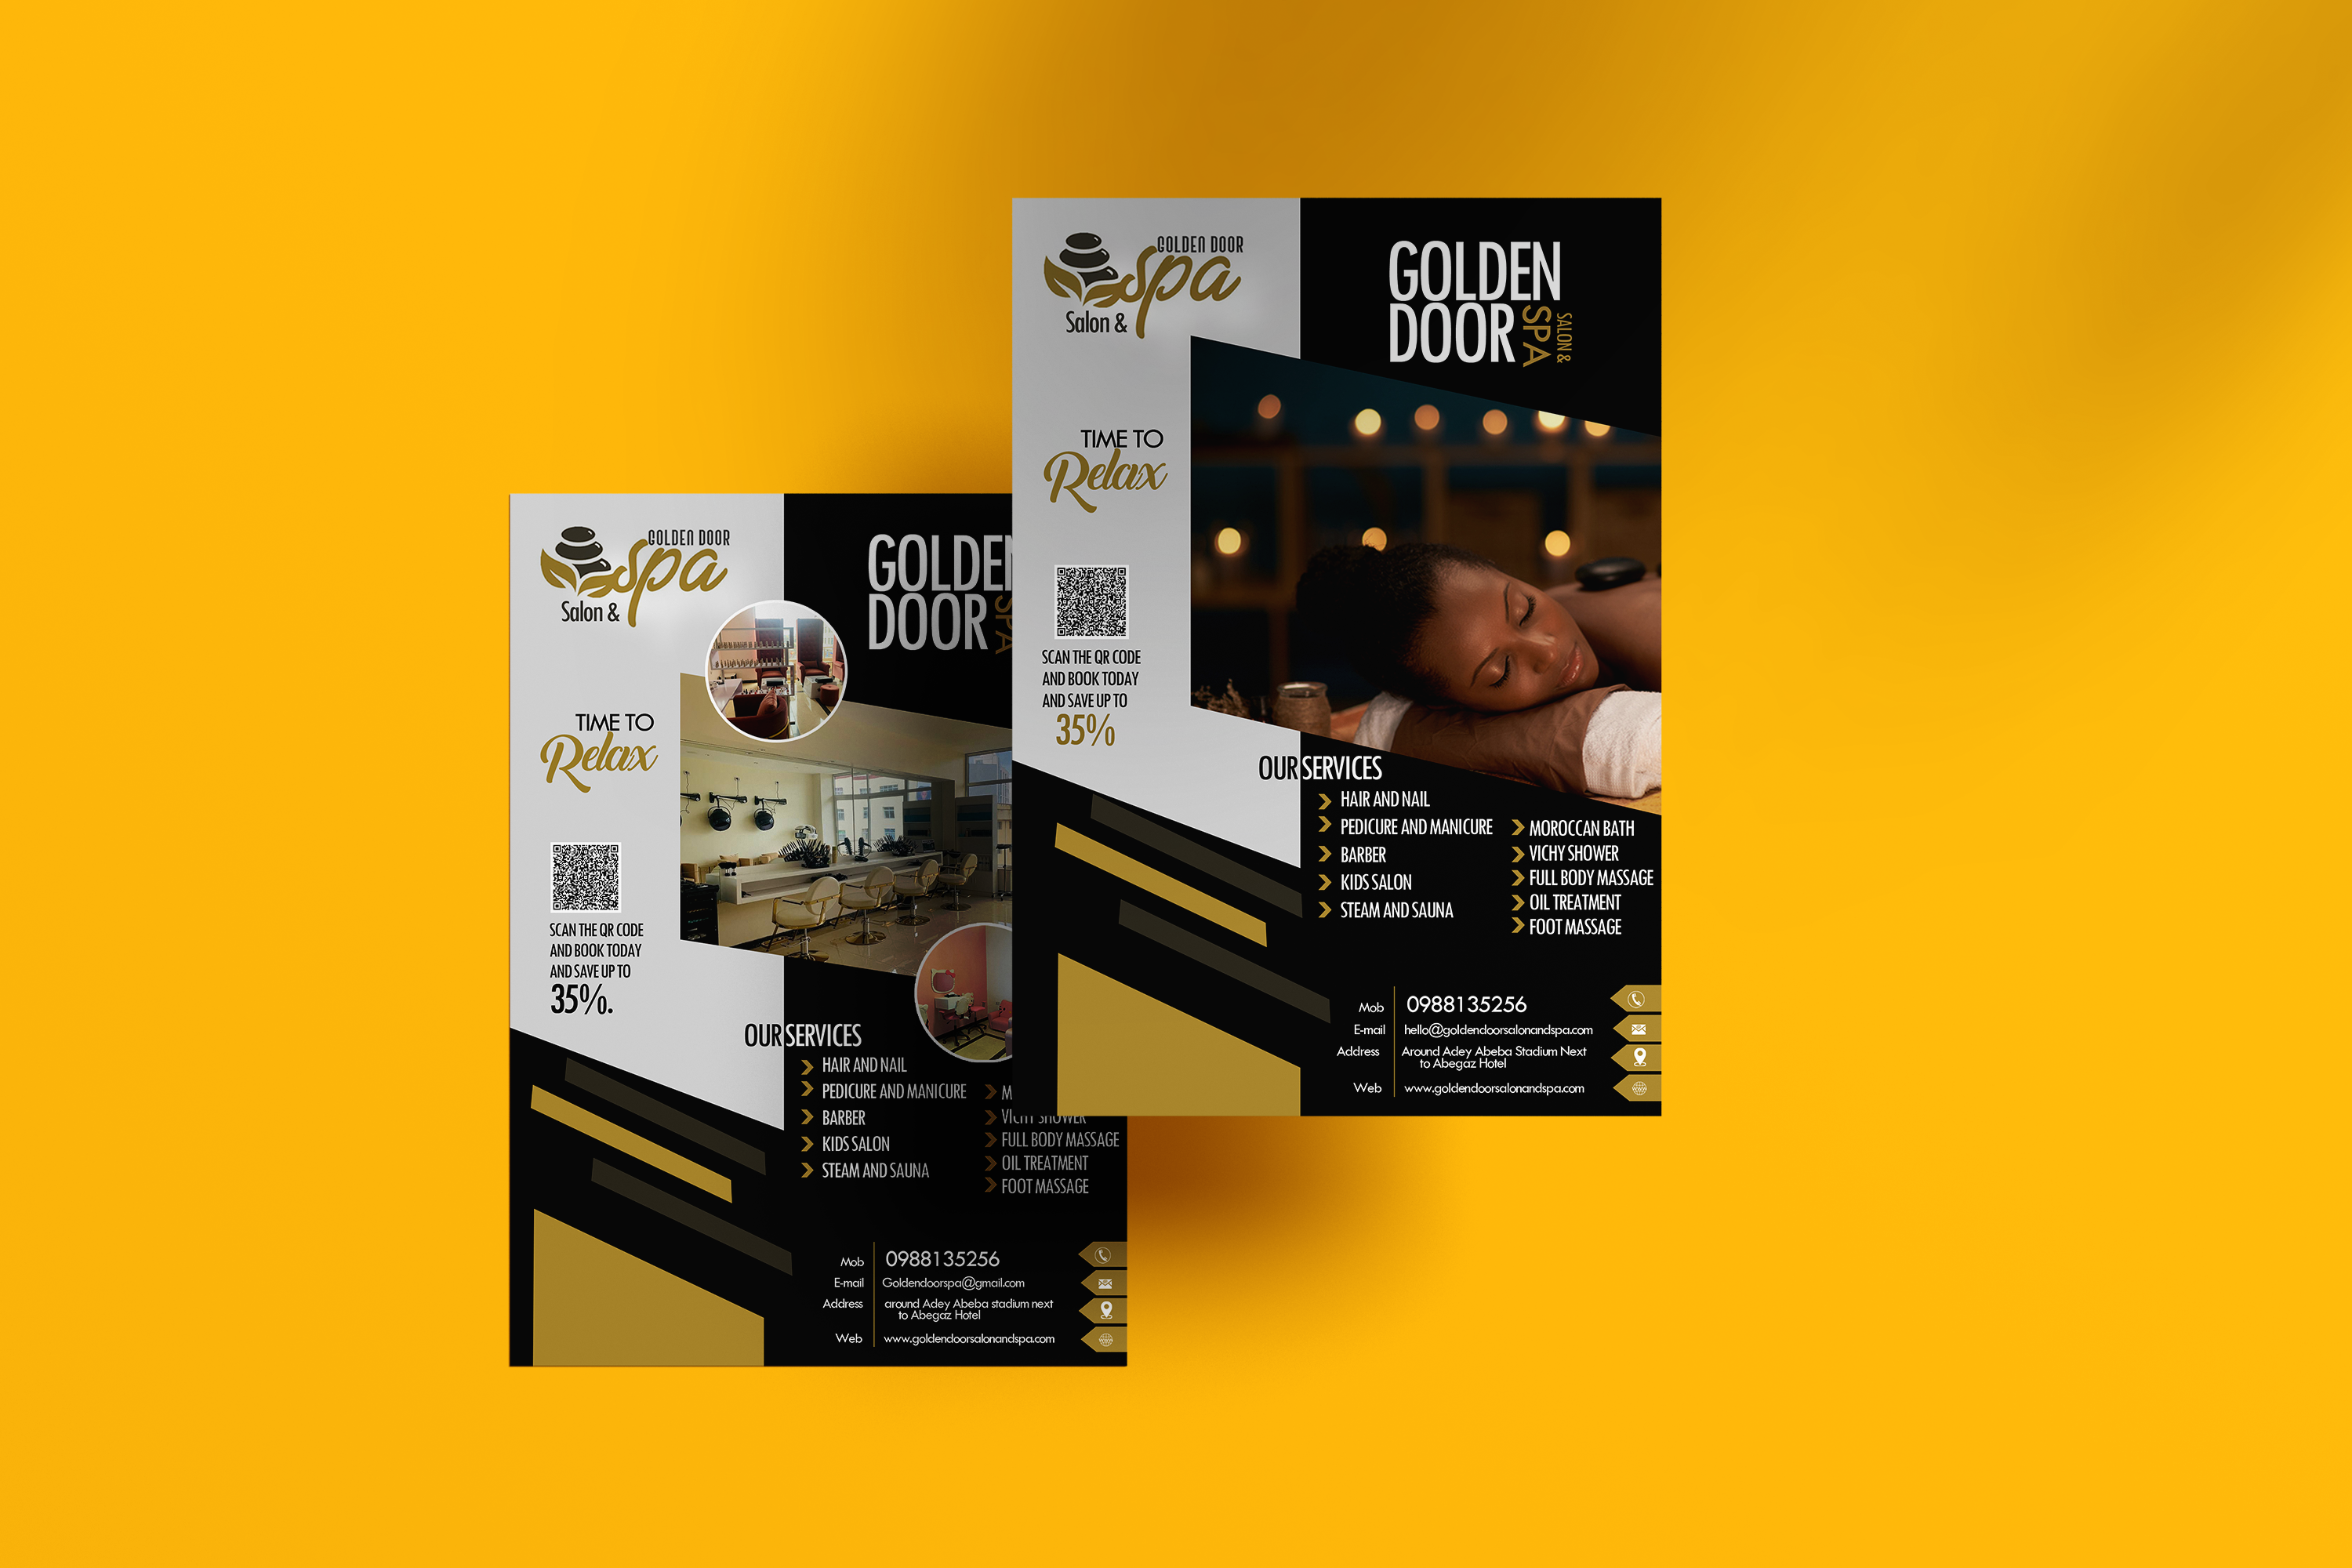 GOLDEN DOOR
spa
Salon &
GOLDEN
DOOR
SPA
SALON &
TIME TO
Relax
SCAN THE QR CODE
AND BOOK TODAY
AND SAVE UP TO
35%
OUR SERVICES
HAIR AND NAIL
PEDICURE AND MANICURE
BARBER
KIDS SALON
STEAM AND SAUNA
MOROCCAN BATH
VICHY SHOWER
FULL BODY MASSAGE
OIL TREATMENT
FOOT MASSAGE
Mob 0988135256
E-mail hello@goldendoorsalonandspa.com
Address Around Adey Abeba Stadium Next
to Abegaz Hotel
Web www.goldendoorsalonandspa.com
GOLDEN DOOR
spa
Salon &
GOLDEN
DOOR
SPA
TIME TO
Relax
SCAN THE QR CODE
AND BOOK TODAY
AND SAVE UP TO
35%.
OUR SERVICES
HAIR AND NAIL
PEDICURE AND MANICURE
BARBER
KIDS SALON
STEAM AND SAUNA
M
VICHY SHOWER
FULL BODY MASSAGE
OIL TREATMENT
FOOT MASSAGE
Mob 0988135256
E-mail Goldendoorspa@gmail.com
Address around Adey Abeba stadium next
to Abegaz Hotel
Web www.goldendoorsalonandspa.com